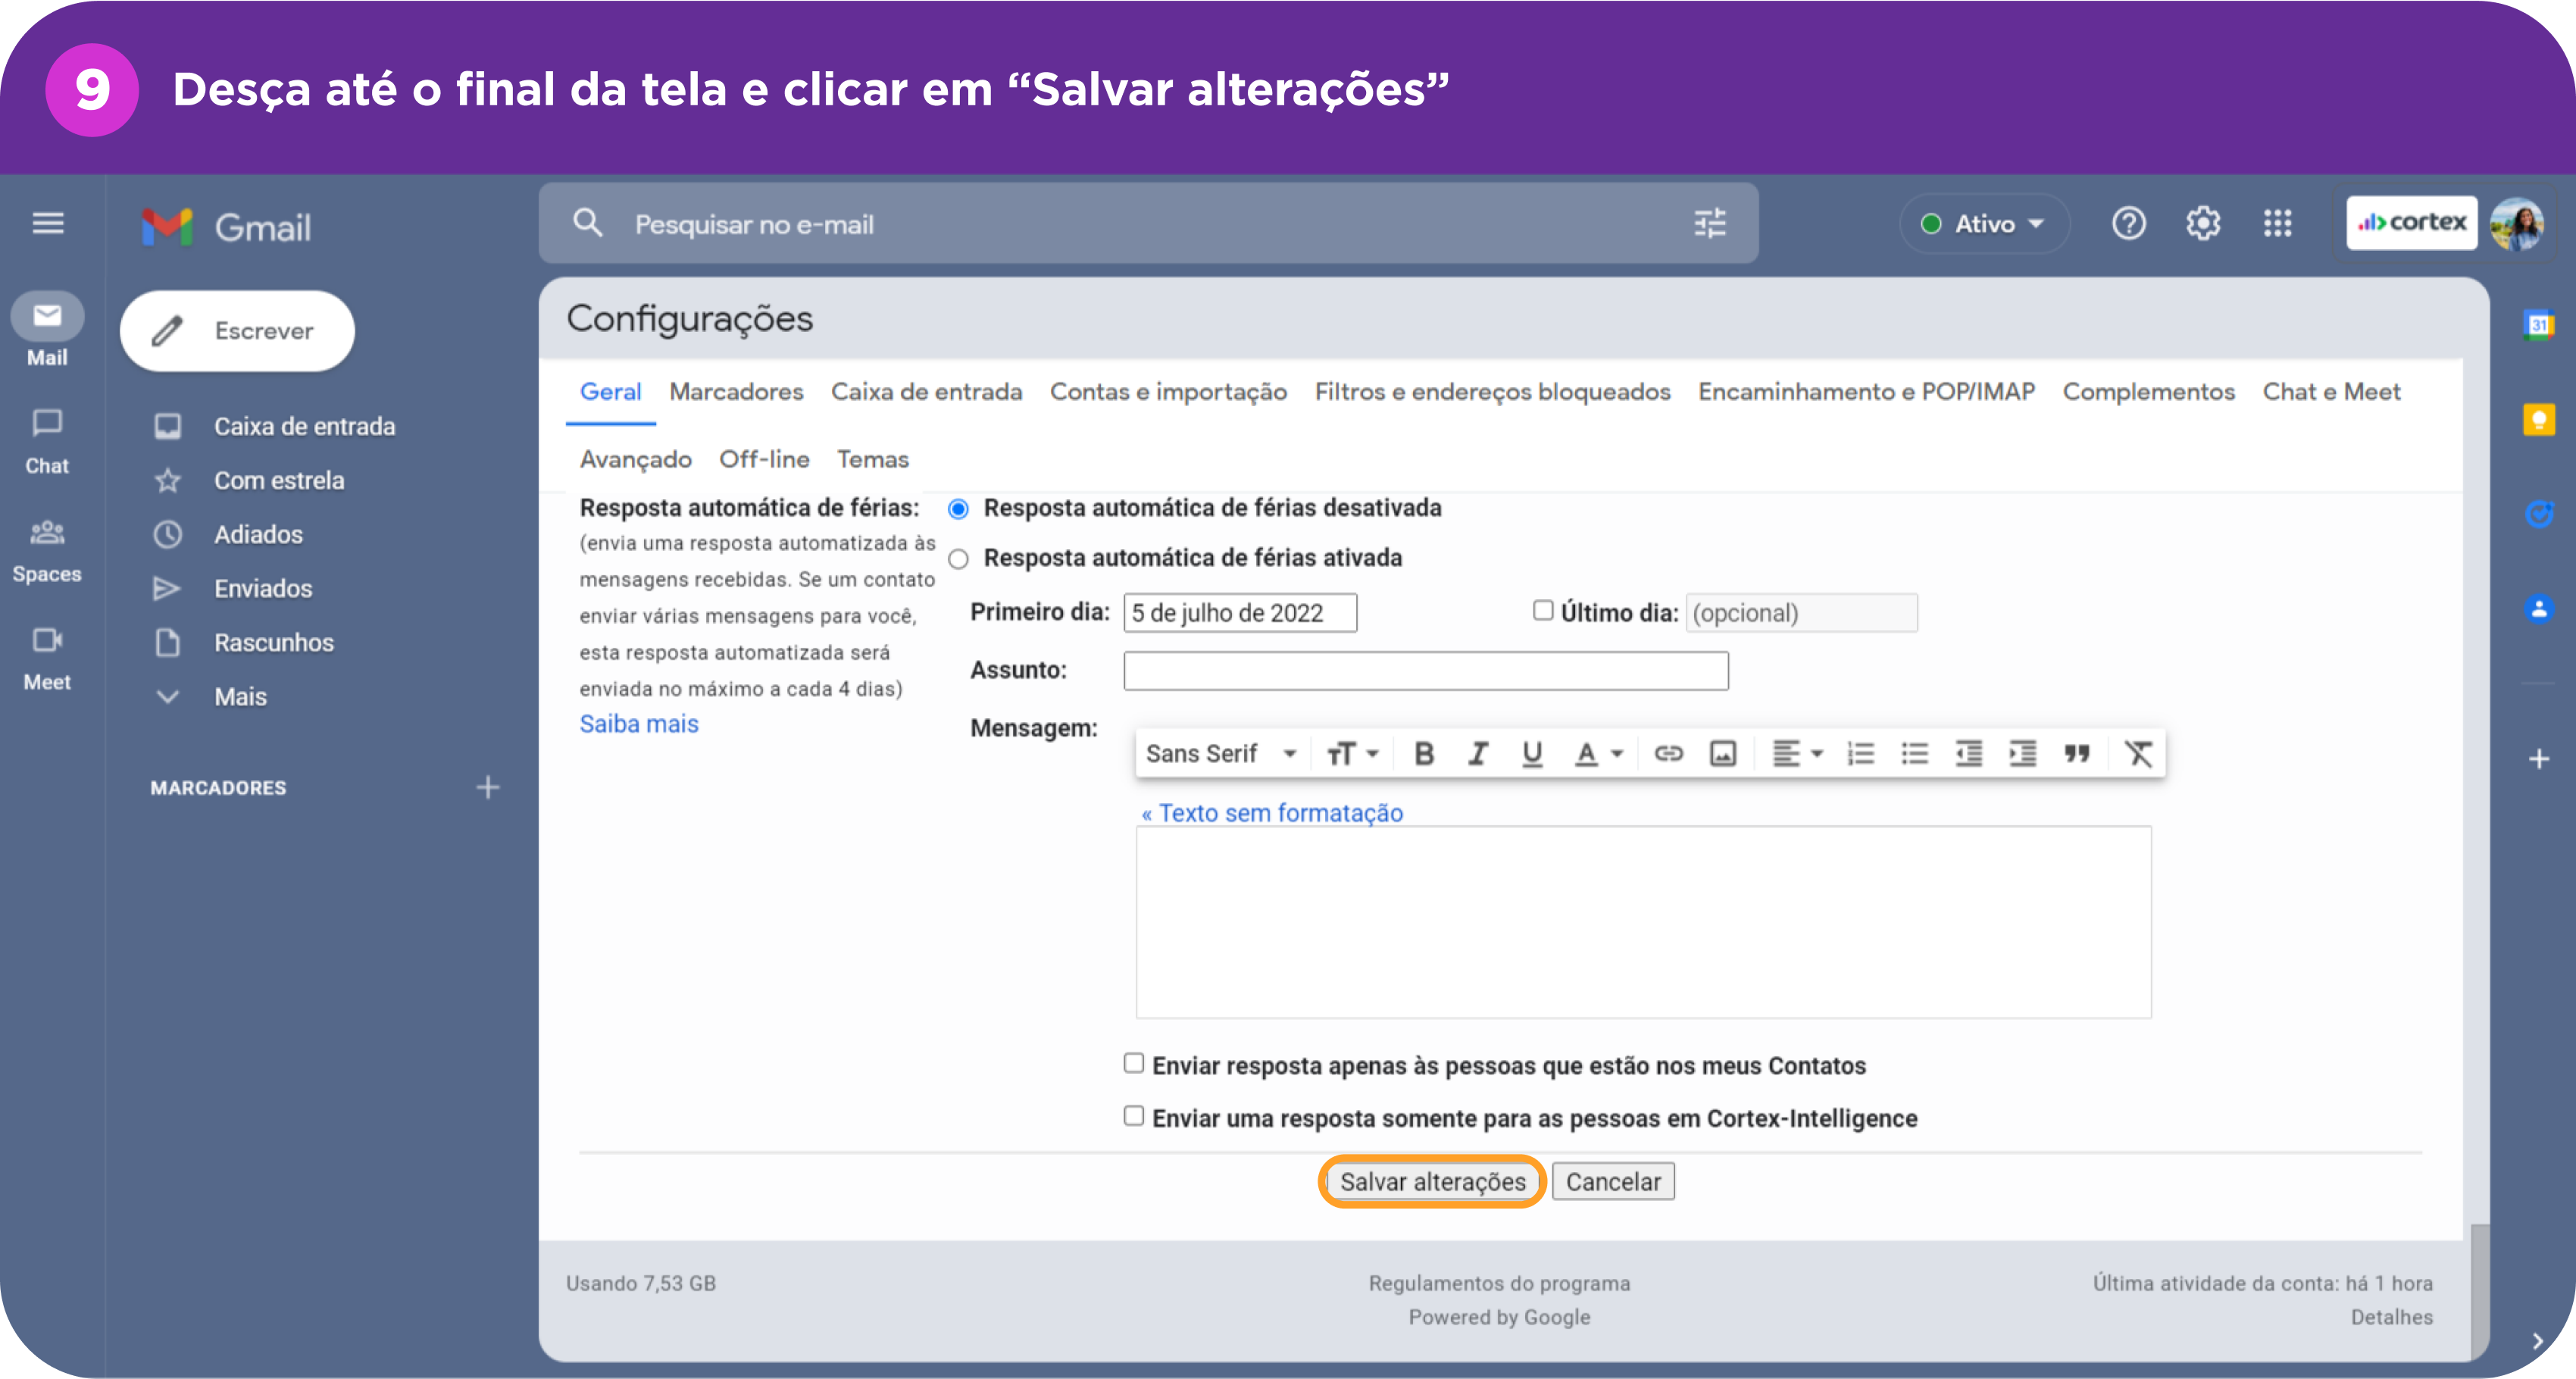 9 Desça até o final da tela e clicar em “Salvar alterações”
Gmail
Pesquisar no e-mail
Ativo
cortex
Mail
Chat
Spaces
Meet
Escrever
Caixa de entrada
Com estrela
Adiados
Enviados
Rascunhos
Mais
MARCADORES
Configurações
Geral Marcadores Caixa de entrada Contas e importação Filtros e endereços bloqueados Encaminhamento e POP/IMAP Complementos Chat e Meet
Avançado Off-line Temas
Resposta automática de férias:
(envia uma resposta automatizada às
mensagens recebidas. Se um contato
enviar várias mensagens para você,
esta resposta automatizada será
enviada no máximo a cada 4 dias)
Saiba mais
Resposta automática de férias desativada
Resposta automática de férias ativada
Primeiro dia: 5 de julho de 2022 Último dia: (opcional)
Assunto:
Mensagem:
Sans Serif
« Texto sem formatação
Enviar resposta apenas às pessoas que estão nos meus Contatos
Enviar uma resposta somente para as pessoas em Cortex-Intelligence
Salvar alterações Cancelar
Usando 7,53 GB
Regulamentos do programa
Powered by Google
Última atividade da conta: há 1 hora
Detalhes
31